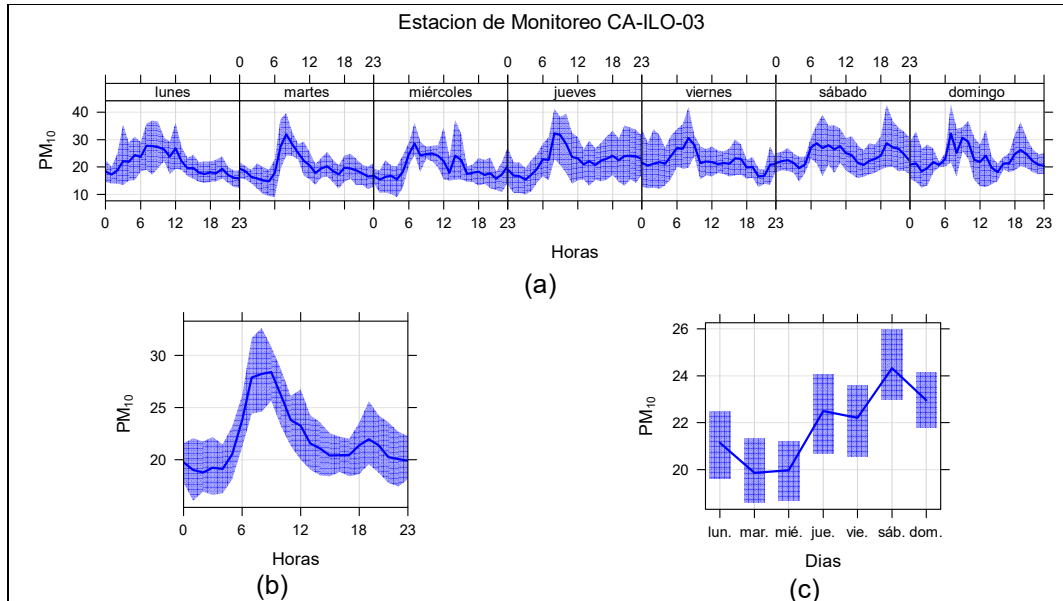 Estacion de Monitoreo CA-ILO-03
0 6 12 18 23 0 6 12 18 23 0 6 12 18 23
lunes martes miércoles jueves viernes sábado domingo
PM10
40
30
20
10
0 6 12 18 23 0 6 12 18 23 0 6 12 18 23 0 6 12 18 23
Horas
(a)
PM10
30
25
20
0 6 12 18 23
Horas
(b)
PM10
26
24
22
20
lun. mar. mié. jue. vie. sáb. dom.
Dias
(c)